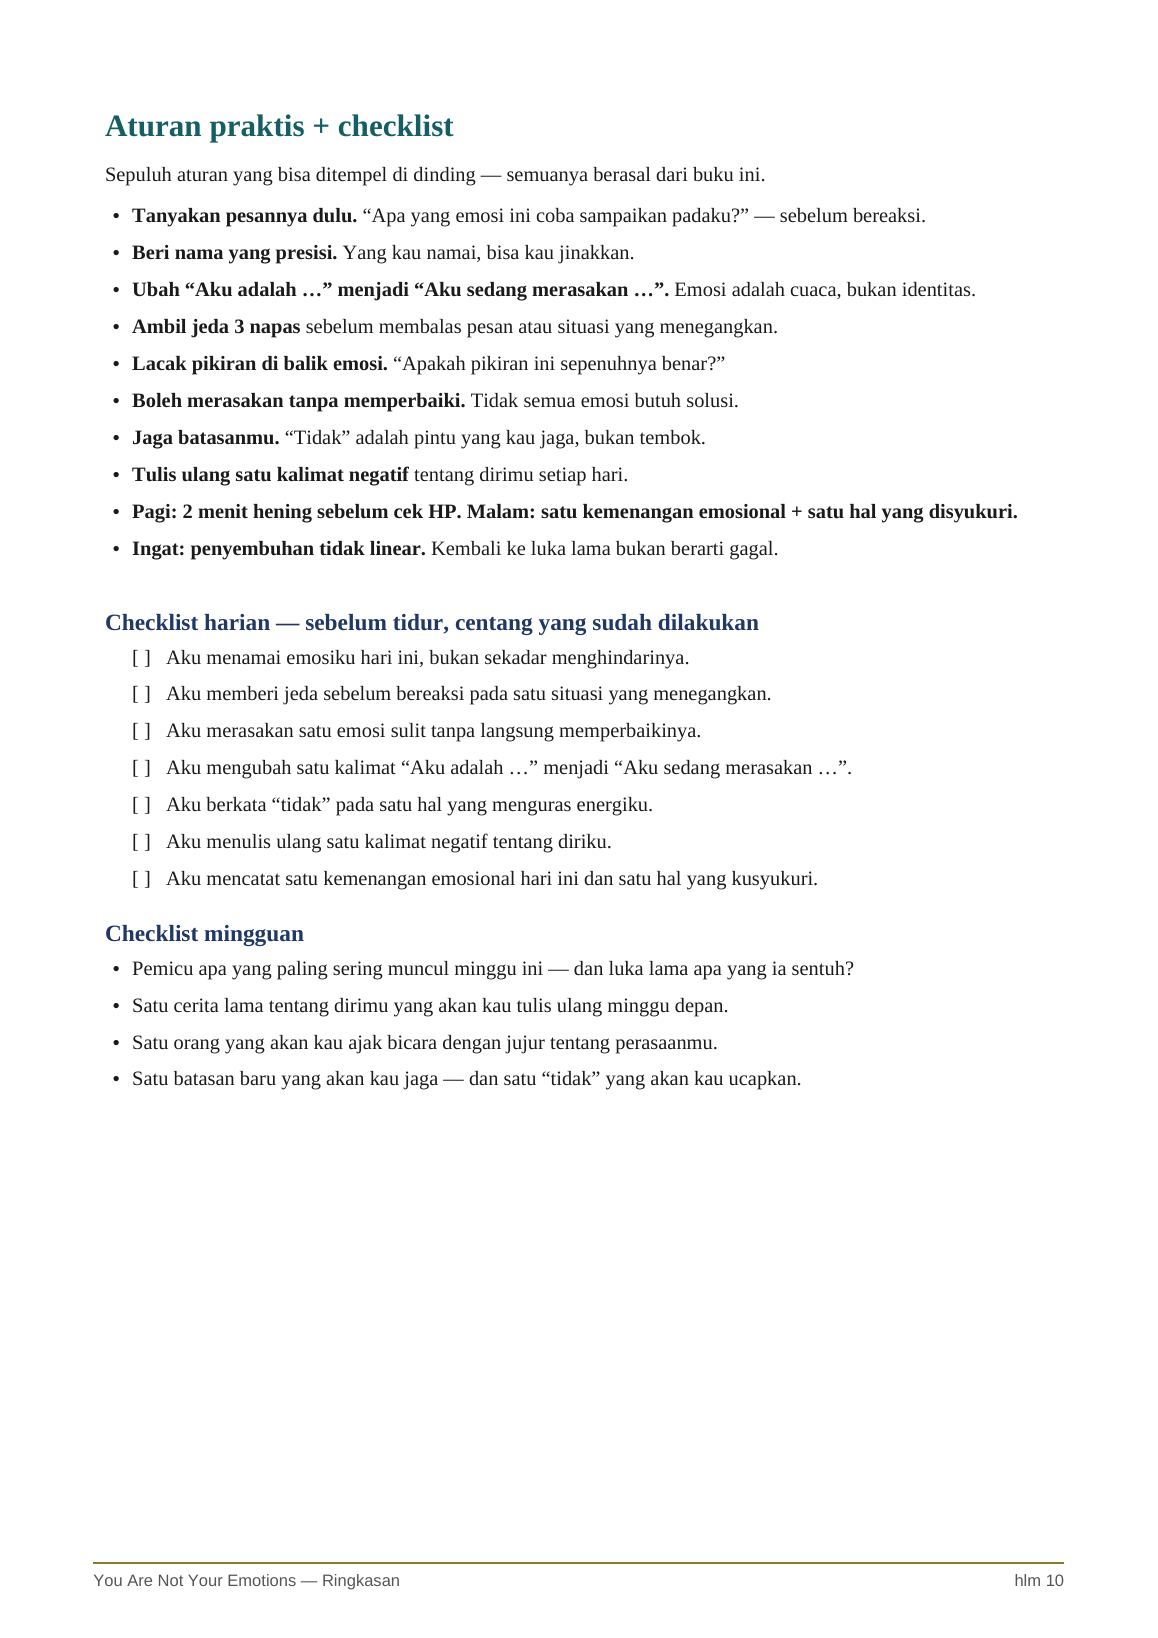 Aturan praktis + checklist
Sepuluh aturan yang bisa ditempel di dinding — semuanya berasal dari buku ini.
• Tanyakan pesannya dulu. “Apa yang emosi ini coba sampaikan padaku?” — sebelum bereaksi.
• Beri nama yang presisi. Yang kau namai, bisa kau jinakkan.
• Ubah “Aku adalah …” menjadi “Aku sedang merasakan …”. Emosi adalah cuaca, bukan identitas.
• Ambil jeda 3 napas sebelum membalas pesan atau situasi yang menegangkan.
• Lacak pikiran di balik emosi. “Apakah pikiran ini sepenuhnya benar?”
• Boleh merasakan tanpa memperbaiki. Tidak semua emosi butuh solusi.
• Jaga batasanmu. “Tidak” adalah pintu yang kau jaga, bukan tembok.
• Tulis ulang satu kalimat negatif tentang dirimu setiap hari.
• Pagi: 2 menit hening sebelum cek HP. Malam: satu kemenangan emosional + satu hal yang disyukuri.
• Ingat: penyembuhan tidak linear. Kembali ke luka lama bukan berarti gagal.
Checklist harian — sebelum tidur, centang yang sudah dilakukan
[ ] Aku menamai emosiku hari ini, bukan sekadar menghindarinya.
[ ] Aku memberi jeda sebelum bereaksi pada satu situasi yang menegangkan.
[ ] Aku merasakan satu emosi sulit tanpa langsung memperbaikinya.
[ ] Aku mengubah satu kalimat “Aku adalah …” menjadi “Aku sedang merasakan …”.
[ ] Aku berkata “tidak” pada satu hal yang menguras energiku.
[ ] Aku menulis ulang satu kalimat negatif tentang diriku.
[ ] Aku mencatat satu kemenangan emosional hari ini dan satu hal yang kusyukuri.
Checklist mingguan
• Pemicu apa yang paling sering muncul minggu ini — dan luka lama apa yang ia sentuh?
• Satu cerita lama tentang dirimu yang akan kau tulis ulang minggu depan.
• Satu orang yang akan kau ajak bicara dengan jujur tentang perasaanmu.
• Satu batasan baru yang akan kau jaga — dan satu “tidak” yang akan kau ucapkan.
You Are Not Your Emotions — Ringkasan hlm 10